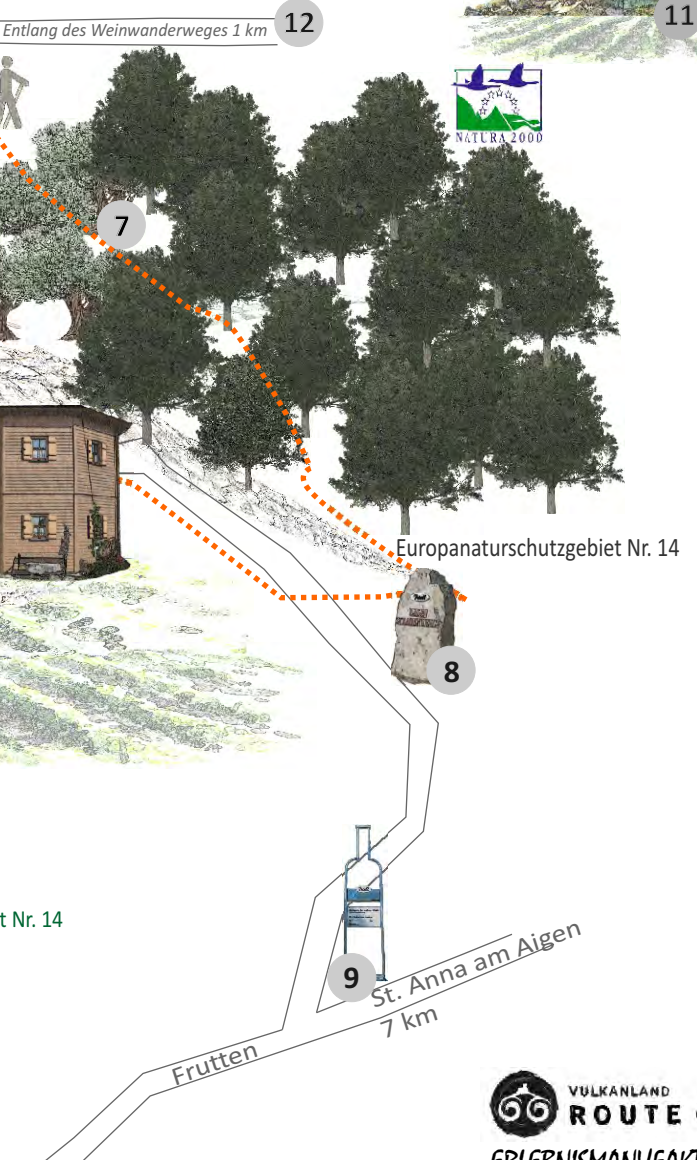 Entlang des Weinwanderweges 1 km
12
11
NATURA 2000
7
Europanaturschutzgebiet Nr. 14
8
t Nr. 14
9
St. Anna am Aigen
7 km
Frutten
VULKANLAND
ROUTE